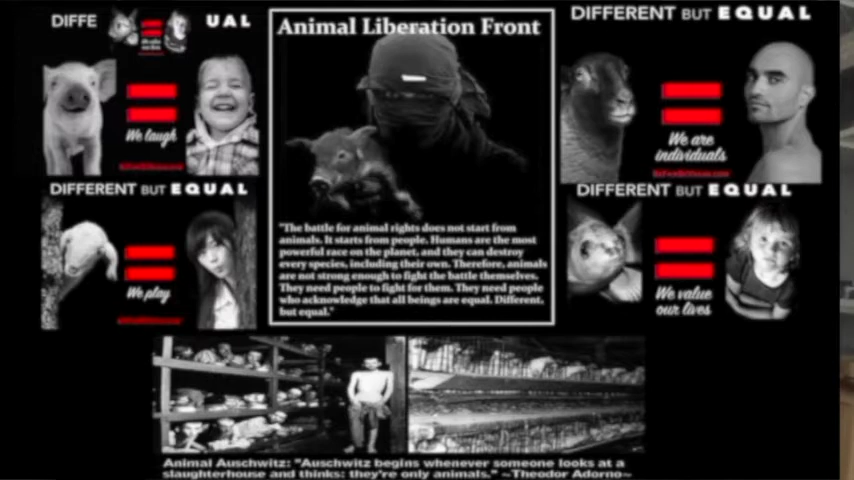 DIFFE UAL
We laugh
DIFFERENT BUT EQUAL
We play
Animal Liberation Front
"The battle for animal rights does not start from
animals. It starts from people. Humans are the most
powerful race on the planet, and they can destroy
every species, including their own. Therefore, animals
are not strong enough to fight the battle themselves.
They need people to fight for them. They need people
who acknowledge that all beings are equal. Different,
but equal."
DIFFERENT BUT EQUAL
We are
individuals
DIFFERENT BUT EQUAL
We value
our lives
Animal Auschwitz: "Auschwitz begins whenever someone looks at a
slaughterhouse and thinks: they're only animals." ~Theodor Adorno~